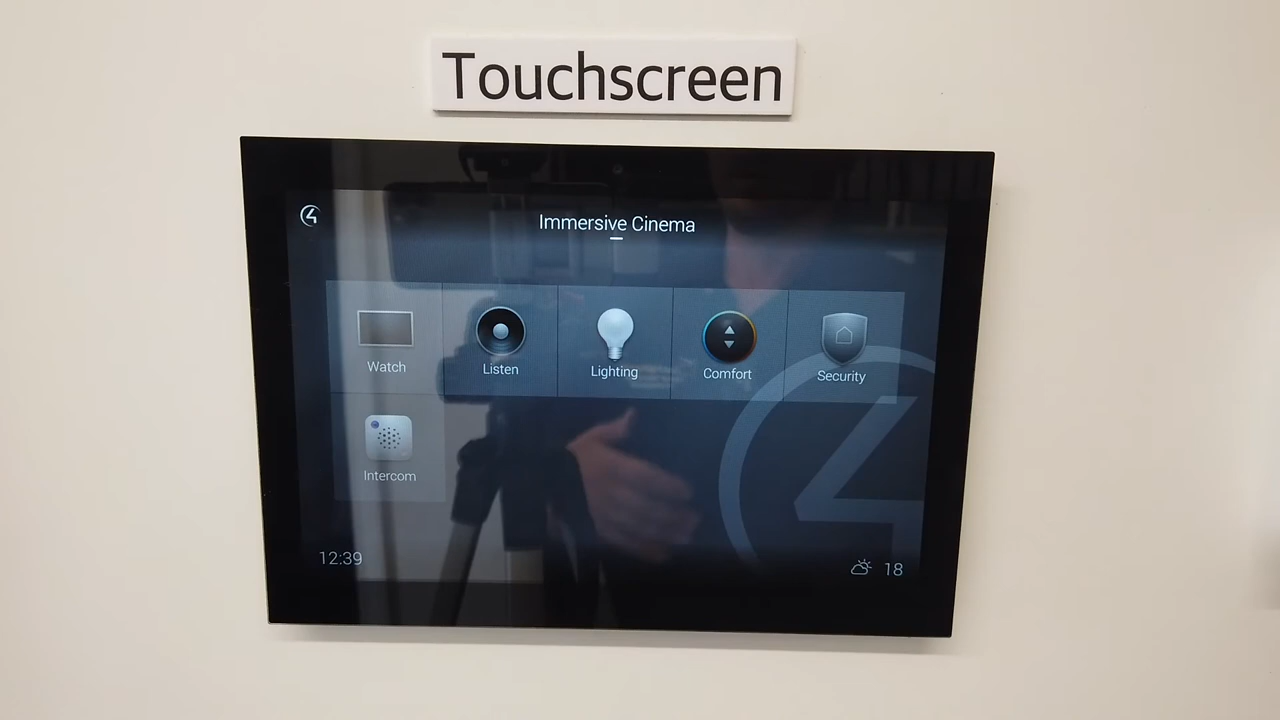 Touchscreen
Immersive Cinema
Watch
Listen
Lighting
Comfort
Security
Intercom
12:39
18